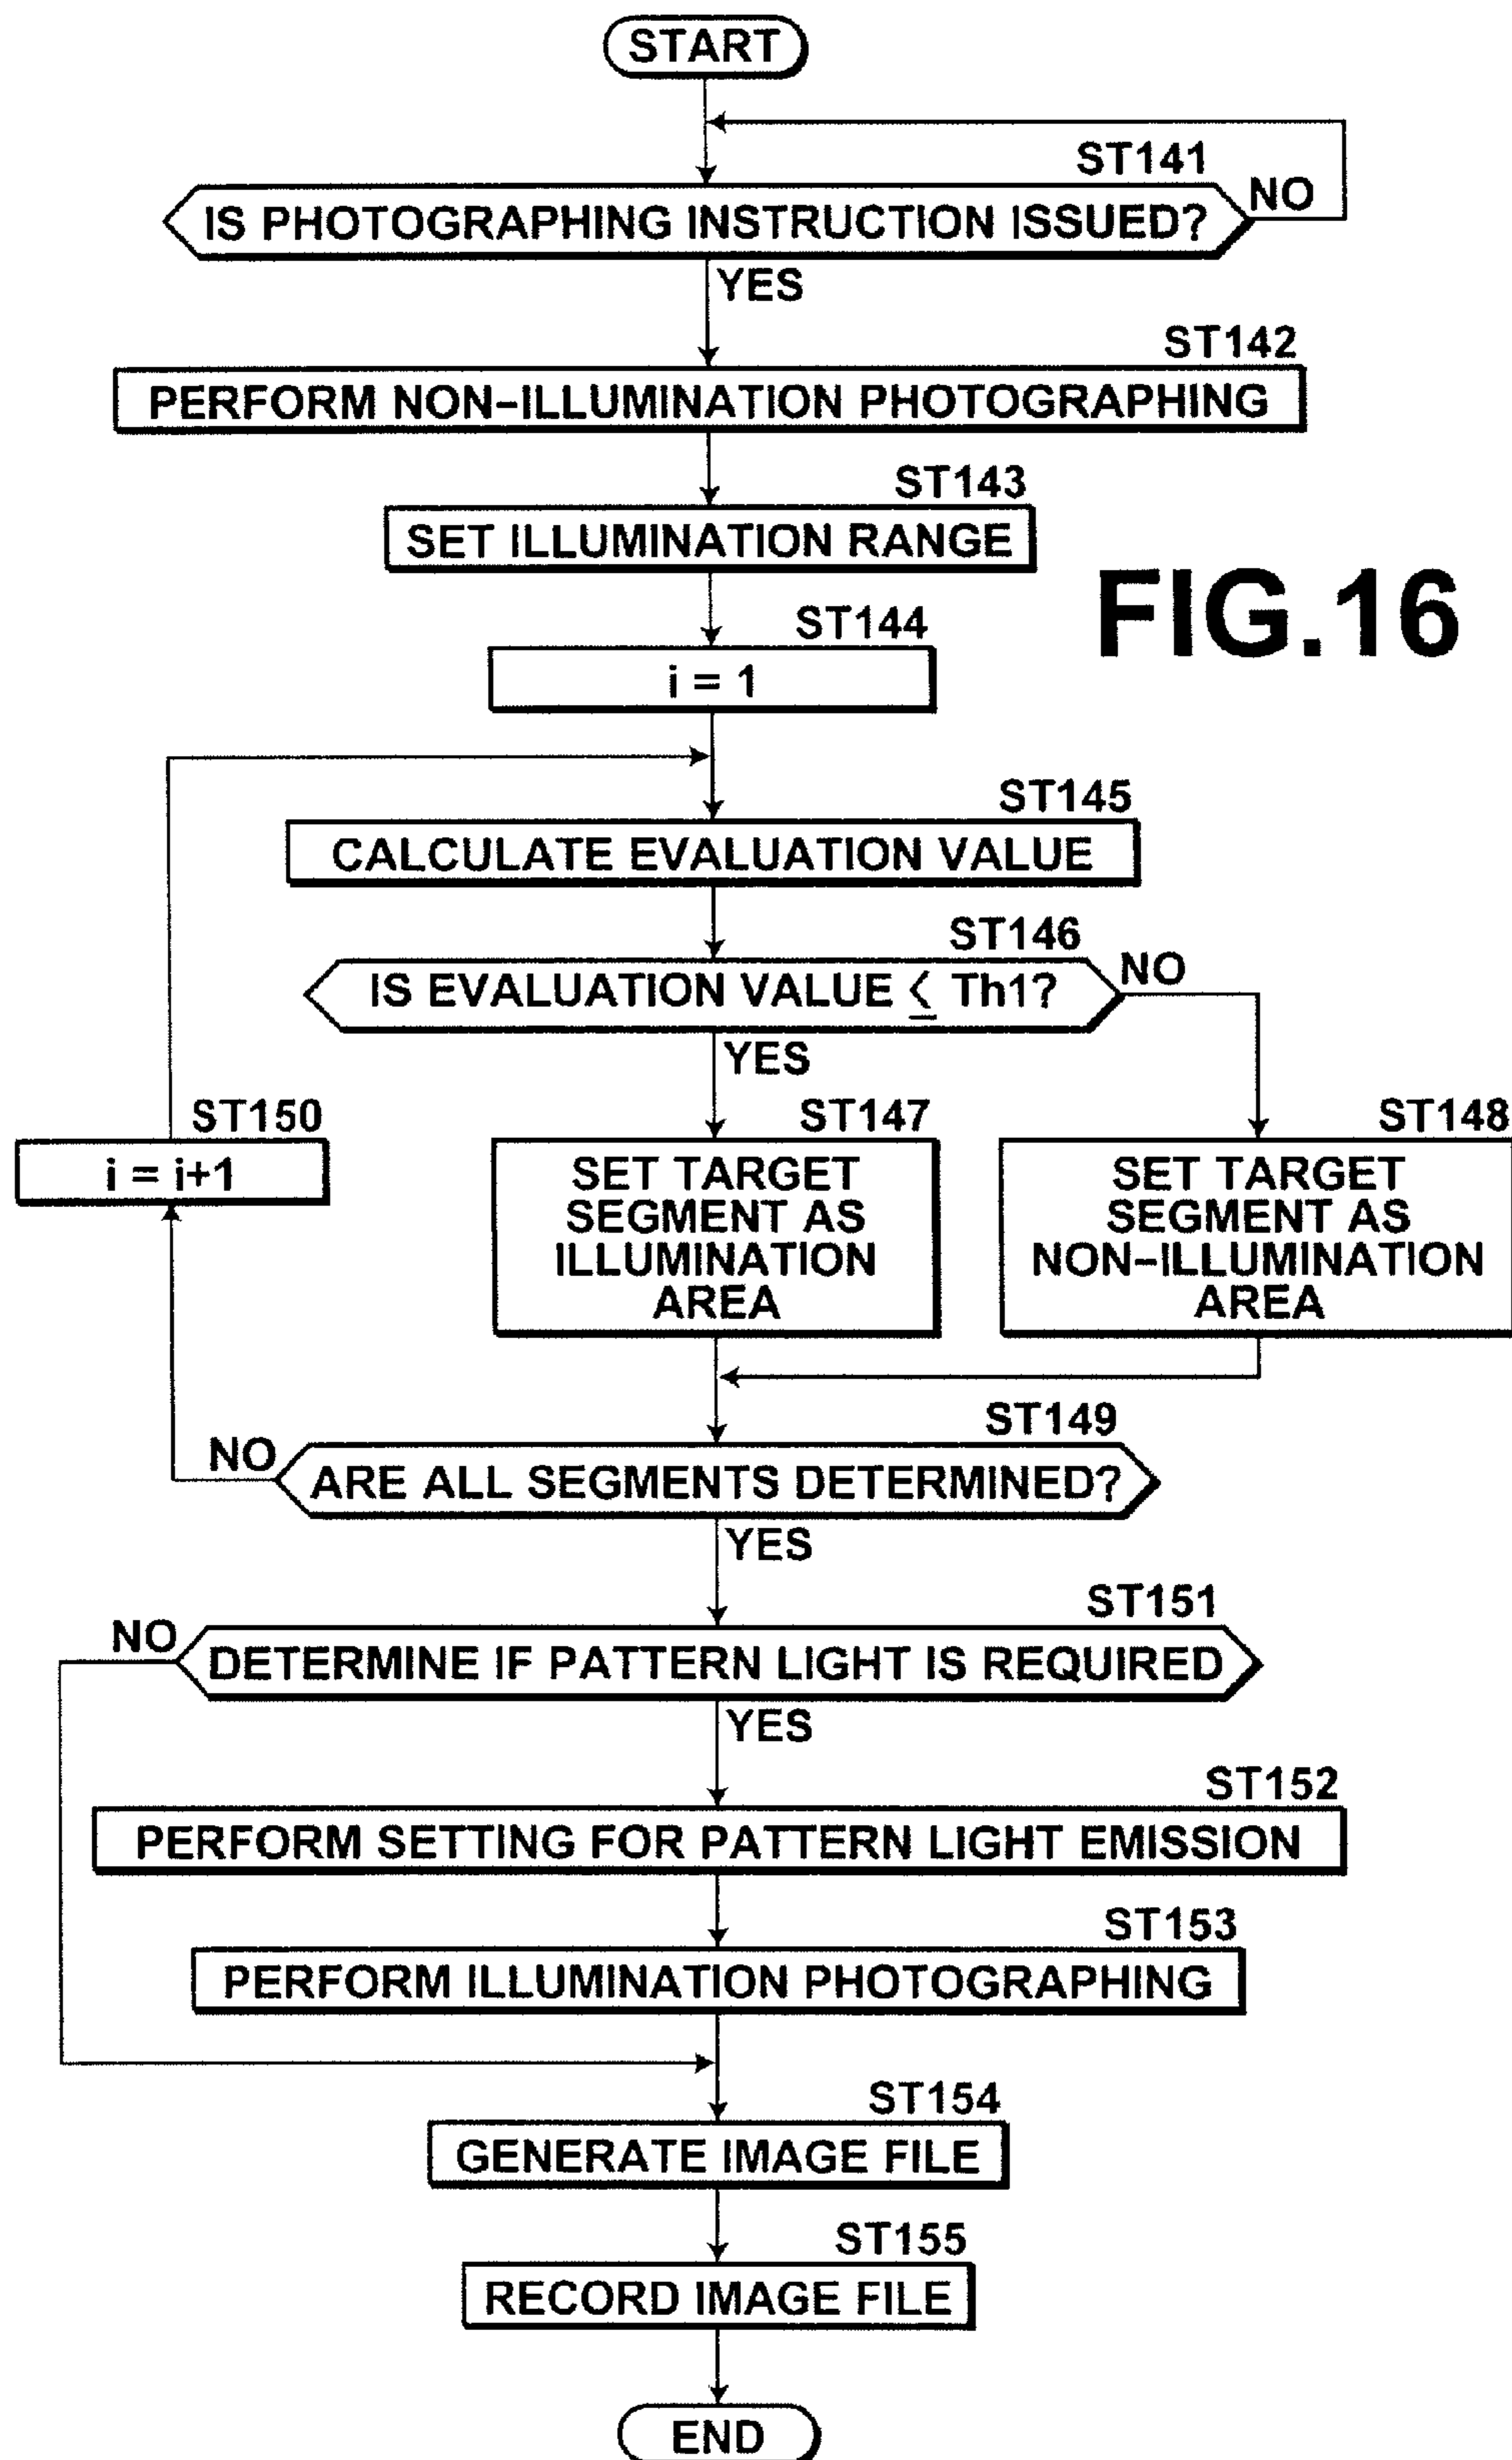 START
ST141
IS PHOTOGRAPHING INSTRUCTION ISSUED?
NO
YES
ST142
PERFORM NON-ILLUMINATION PHOTOGRAPHING
ST143
SET ILLUMINATION RANGE
FIG.16
ST144
i = 1
ST145
CALCULATE EVALUATION VALUE
ST146
IS EVALUATION VALUE ≤ Th1?
NO
YES
ST147
SET TARGET
SEGMENT AS
ILLUMINATION
AREA
ST148
SET TARGET
SEGMENT AS
NON-ILLUMINATION
AREA
ST150
i = i+1
ST149
NO
ARE ALL SEGMENTS DETERMINED?
YES
ST151
NO
DETERMINE IF PATTERN LIGHT IS REQUIRED
YES
ST152
PERFORM SETTING FOR PATTERN LIGHT EMISSION
ST153
PERFORM ILLUMINATION PHOTOGRAPHING
ST154
GENERATE IMAGE FILE
ST155
RECORD IMAGE FILE
END